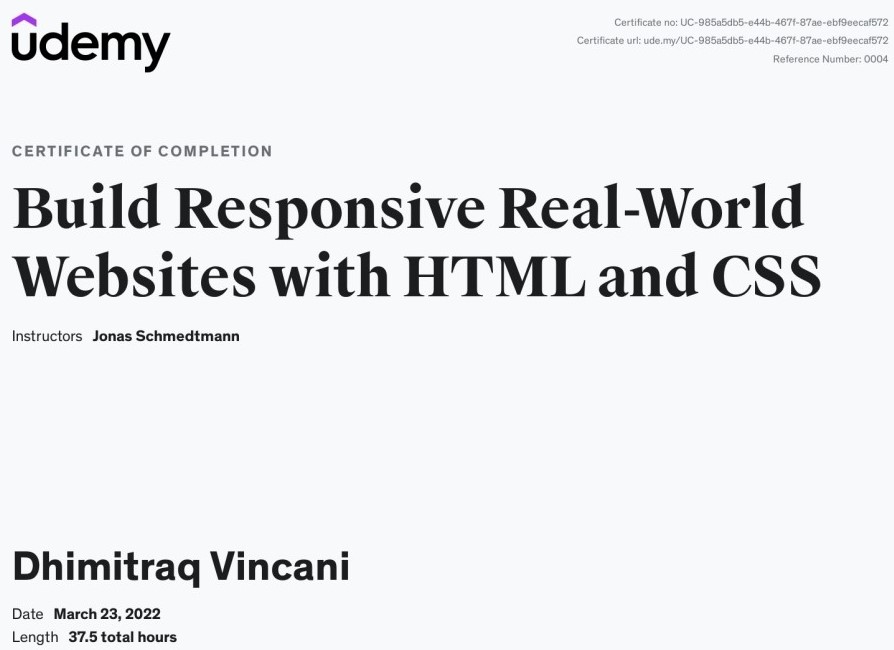 udemy
Certificate no: UC-985a5db5-e44b-467f-87ae-ebf9eecaf572
Certificate url: ude.my/UC-985a5db5-e44b-467f-87ae-ebf9eecaf572
Reference Number: 0004
CERTIFICATE OF COMPLETION
Build Responsive Real-World
Websites with HTML and CSS
Instructors Jonas Schmedtmann
Dhimitraq Vincani
Date March 23, 2022
Length 37.5 total hours